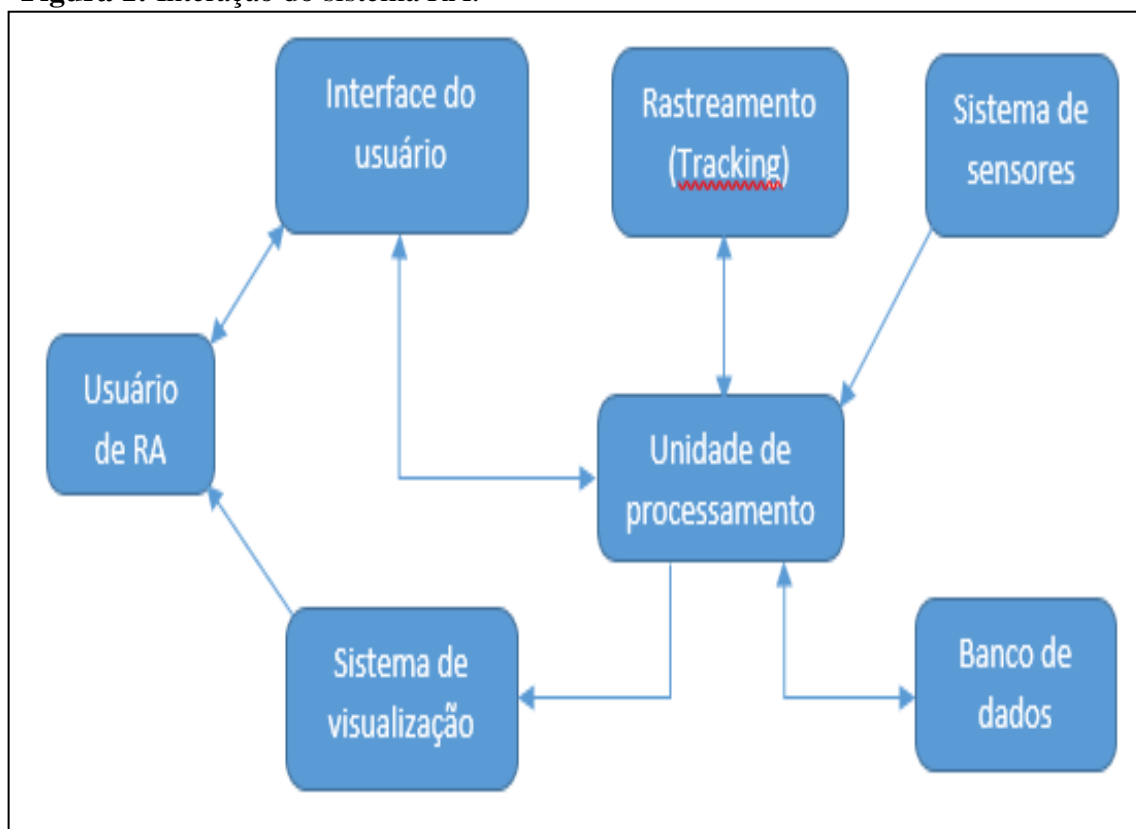 Interface do
usuário
Rastreamento
(Tracking)
Sistema de
sensores
Usuário
de RA
Unidade de
processamento
Sistema de
visualização
Banco de
dados